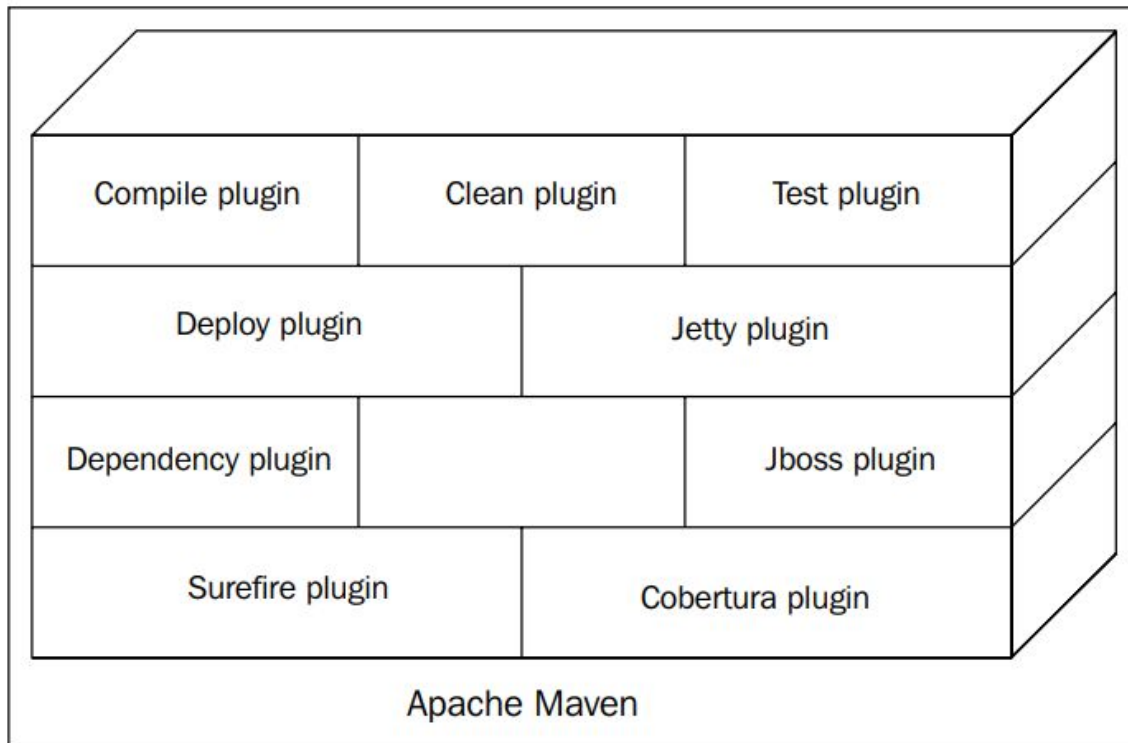 Compile plugin
Clean plugin
Test plugin
Deploy plugin
Jetty plugin
Dependency plugin
Jboss plugin
Surefire plugin
Cobertura plugin
Apache Maven